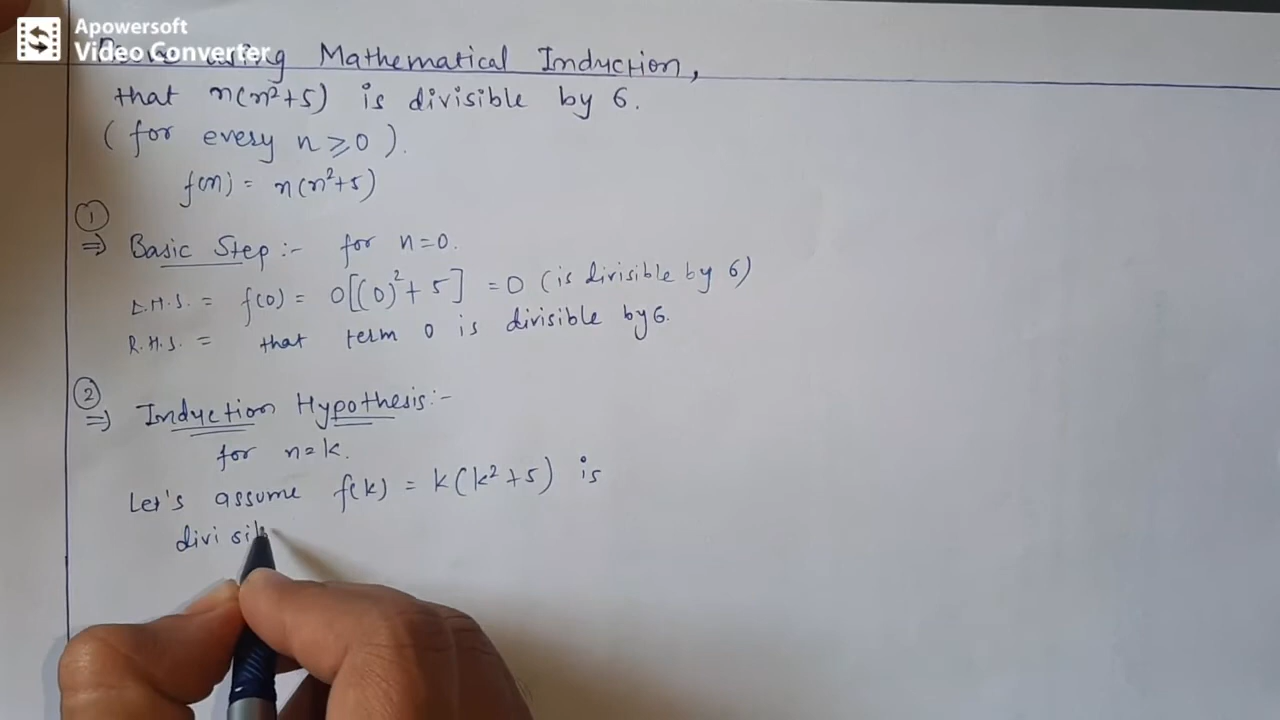 Apowersoft
Video Converter
using Mathematical Induction,
that n(n²+5) is divisible by 6.
(for every n ≥ 0).
f(n) = n(n²+5)
①
⇒ Basic Step :- for n=0.
L.H.S. = f(0) = 0[(0)²+5] = 0 (is divisible by 6)
R.H.S. = that term 0 is divisible by 6.
②
⇒ Induction Hypothesis :-
for n=k.
Let's assume f(k) = k(k²+5) is